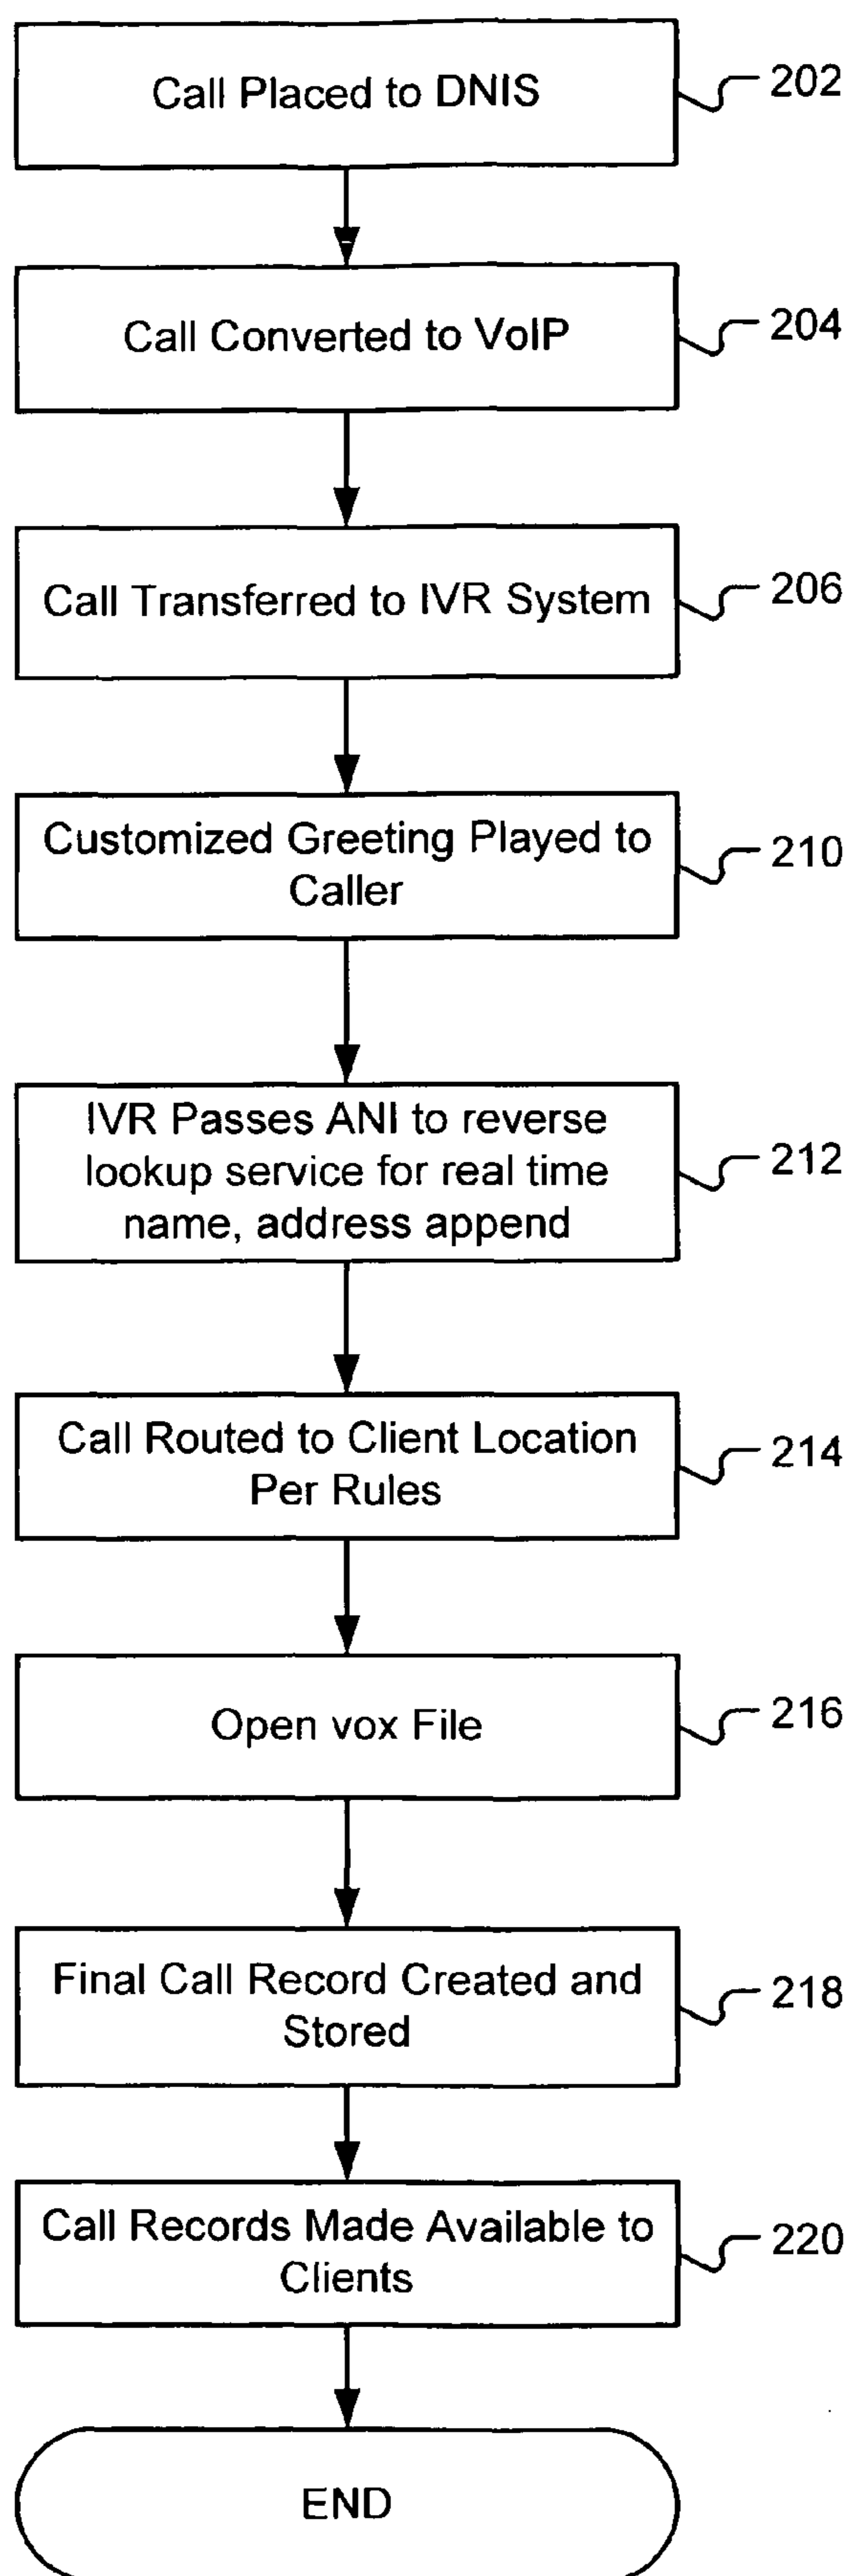 Call Placed to DNIS
202
Call Converted to VoIP
204
Call Transferred to IVR System
206
Customized Greeting Played to
Caller
210
IVR Passes ANI to reverse
lookup service for real time
name, address append
212
Call Routed to Client Location
Per Rules
214
Open vox File
216
Final Call Record Created and
Stored
218
Call Records Made Available to
Clients
220
END